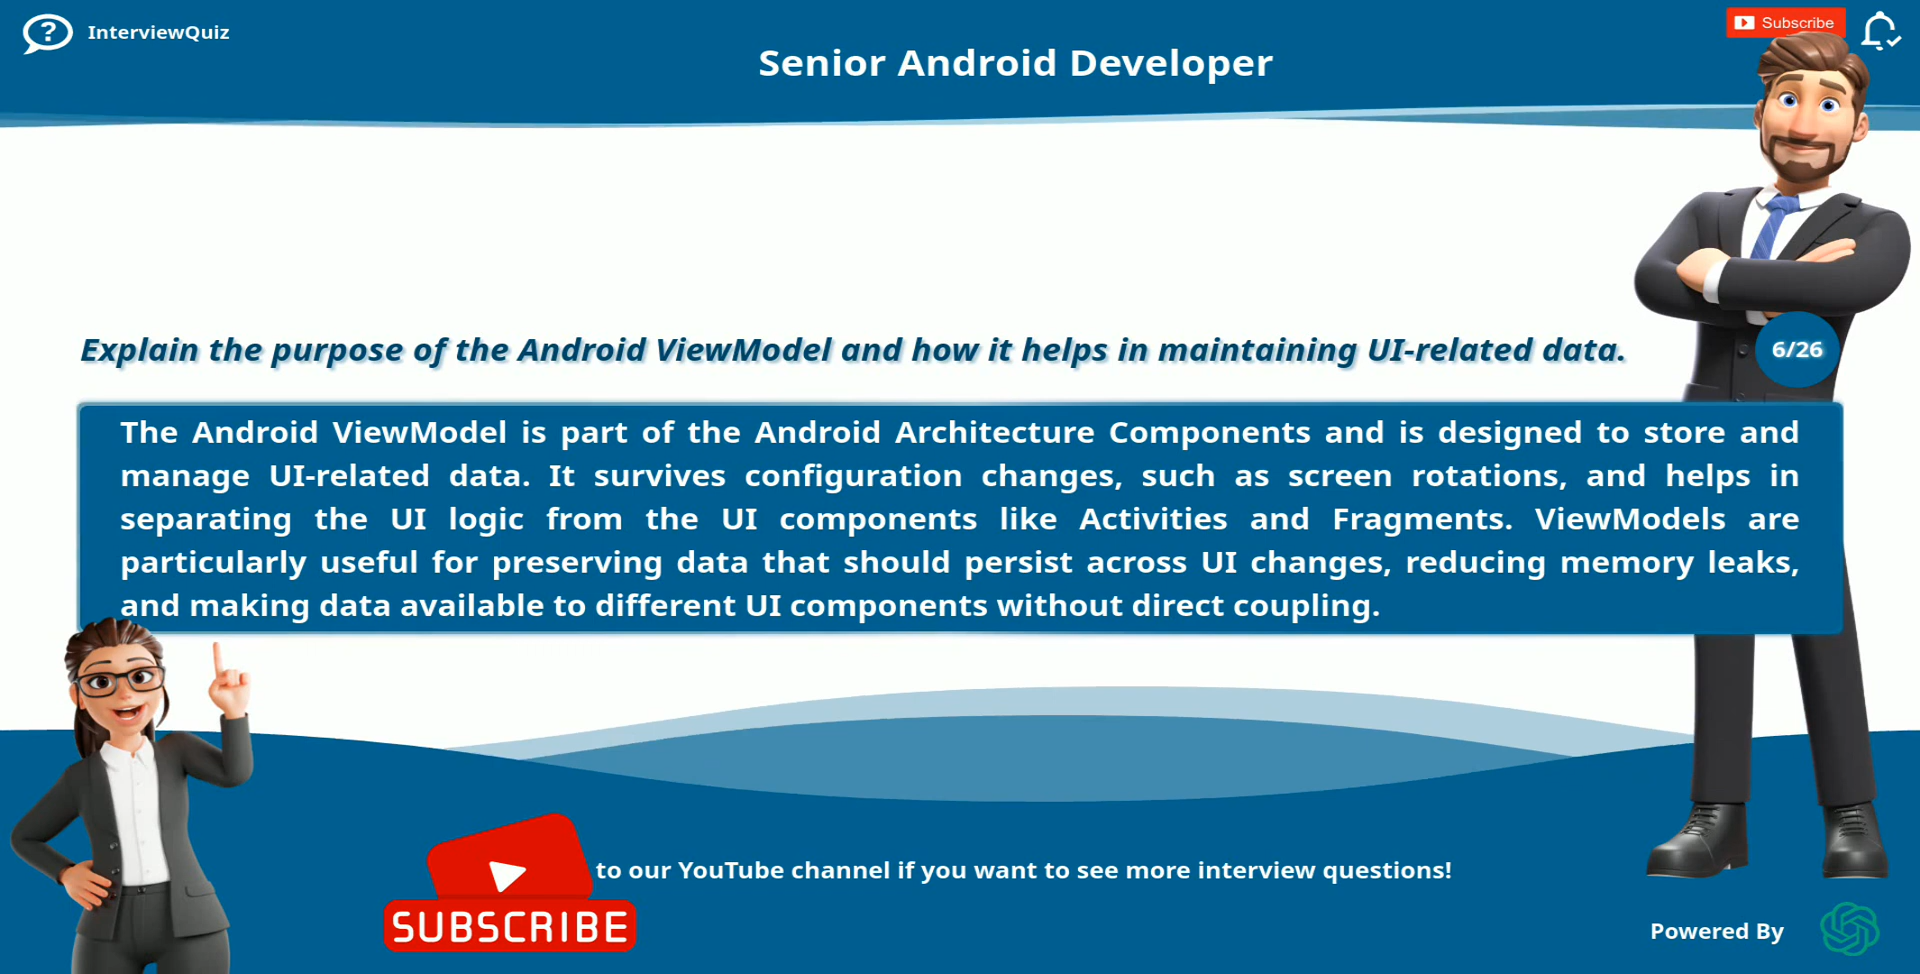 InterviewQuiz
Subscribe
Senior Android Developer
Explain the purpose of the Android ViewModel and how it helps in maintaining UI-related data.
6/26
The Android ViewModel is part of the Android Architecture Components and is designed to store and
manage UI-related data. It survives configuration changes, such as screen rotations, and helps in
separating the UI logic from the UI components like Activities and Fragments. ViewModels are
particularly useful for preserving data that should persist across UI changes, reducing memory leaks,
and making data available to different UI components without direct coupling.
to our YouTube channel if you want to see more interview questions!
SUBSCRIBE
Powered By